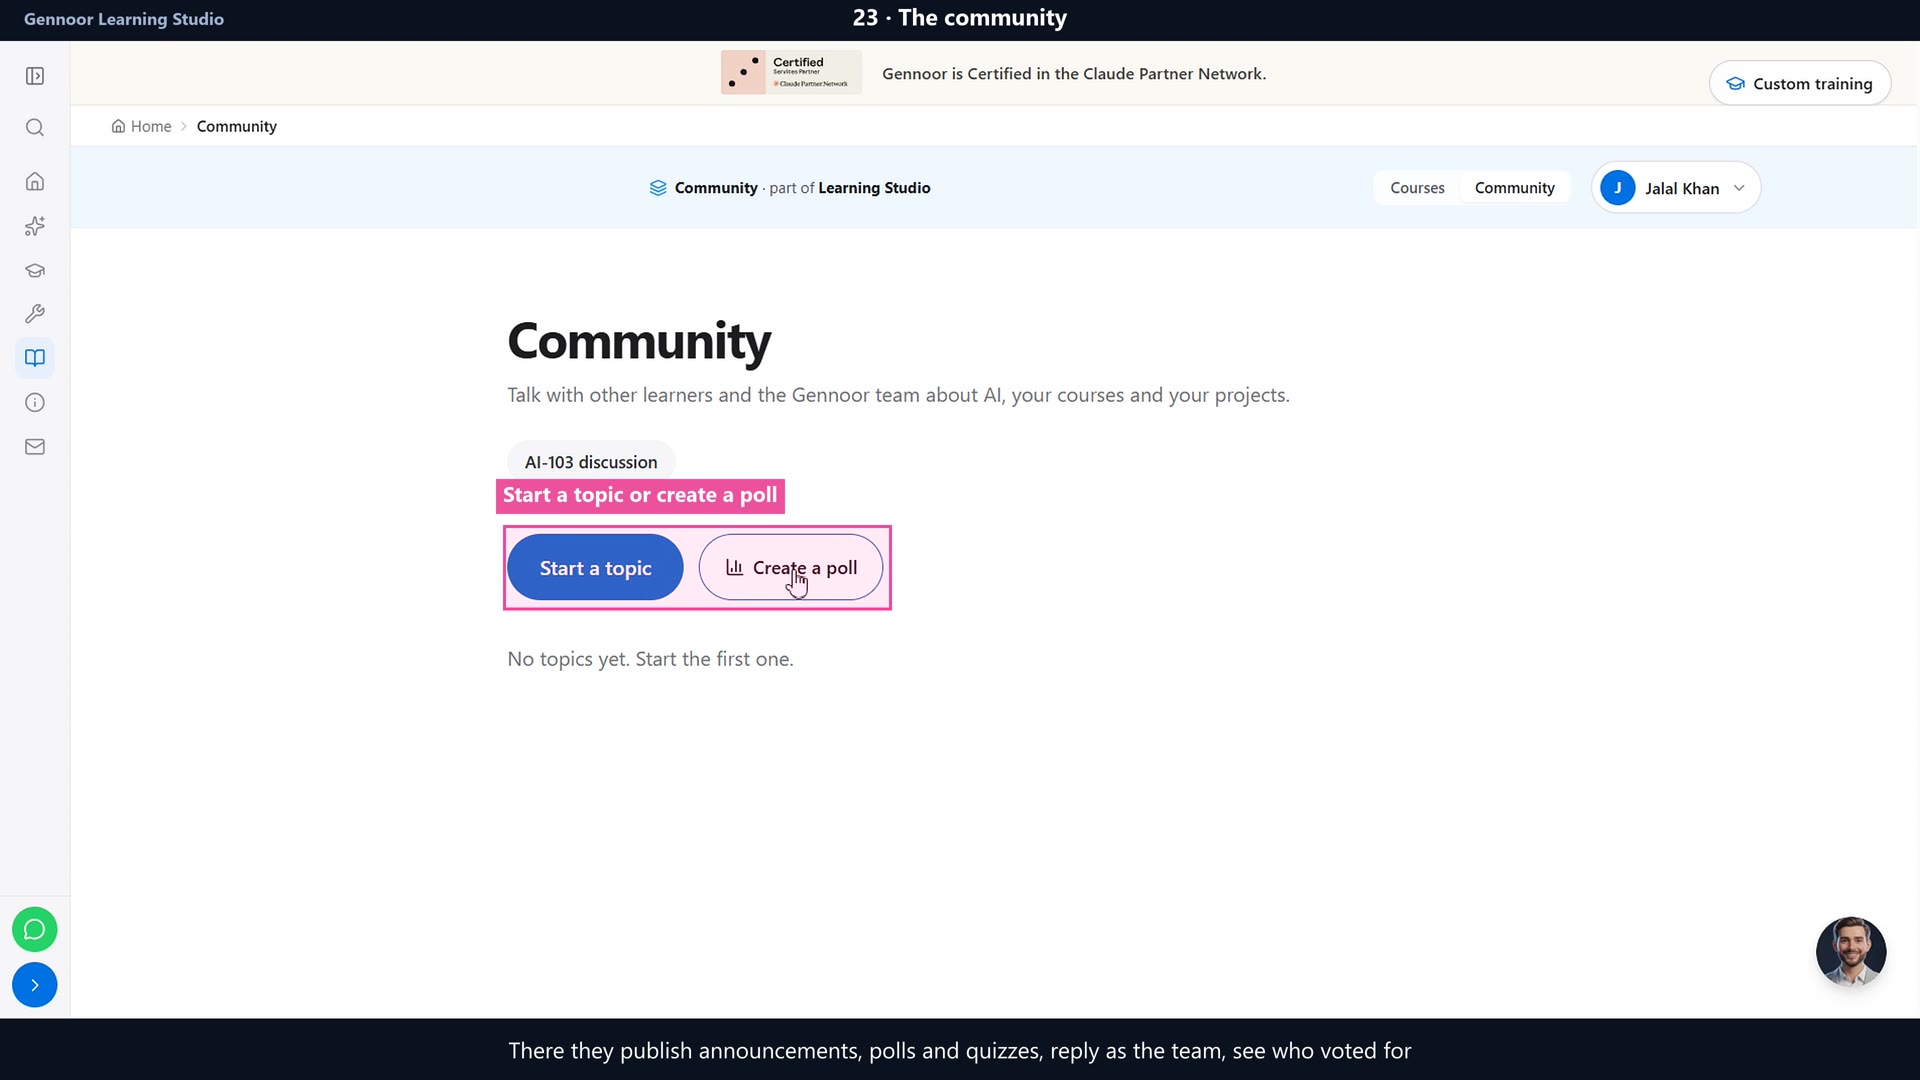 Gennoor Learning Studio
23 · The community
Certified
Services Partner
Claude Partner Network
Gennoor is Certified in the Claude Partner Network.
Custom training
Home
Community
Community · part of Learning Studio
Courses
Community
J
Jalal Khan
Community
Talk with other learners and the Gennoor team about AI, your courses and your projects.
AI-103 discussion
Start a topic or create a poll
Start a topic
Create a poll
No topics yet. Start the first one.
There they publish announcements, polls and quizzes, reply as the team, see who voted for